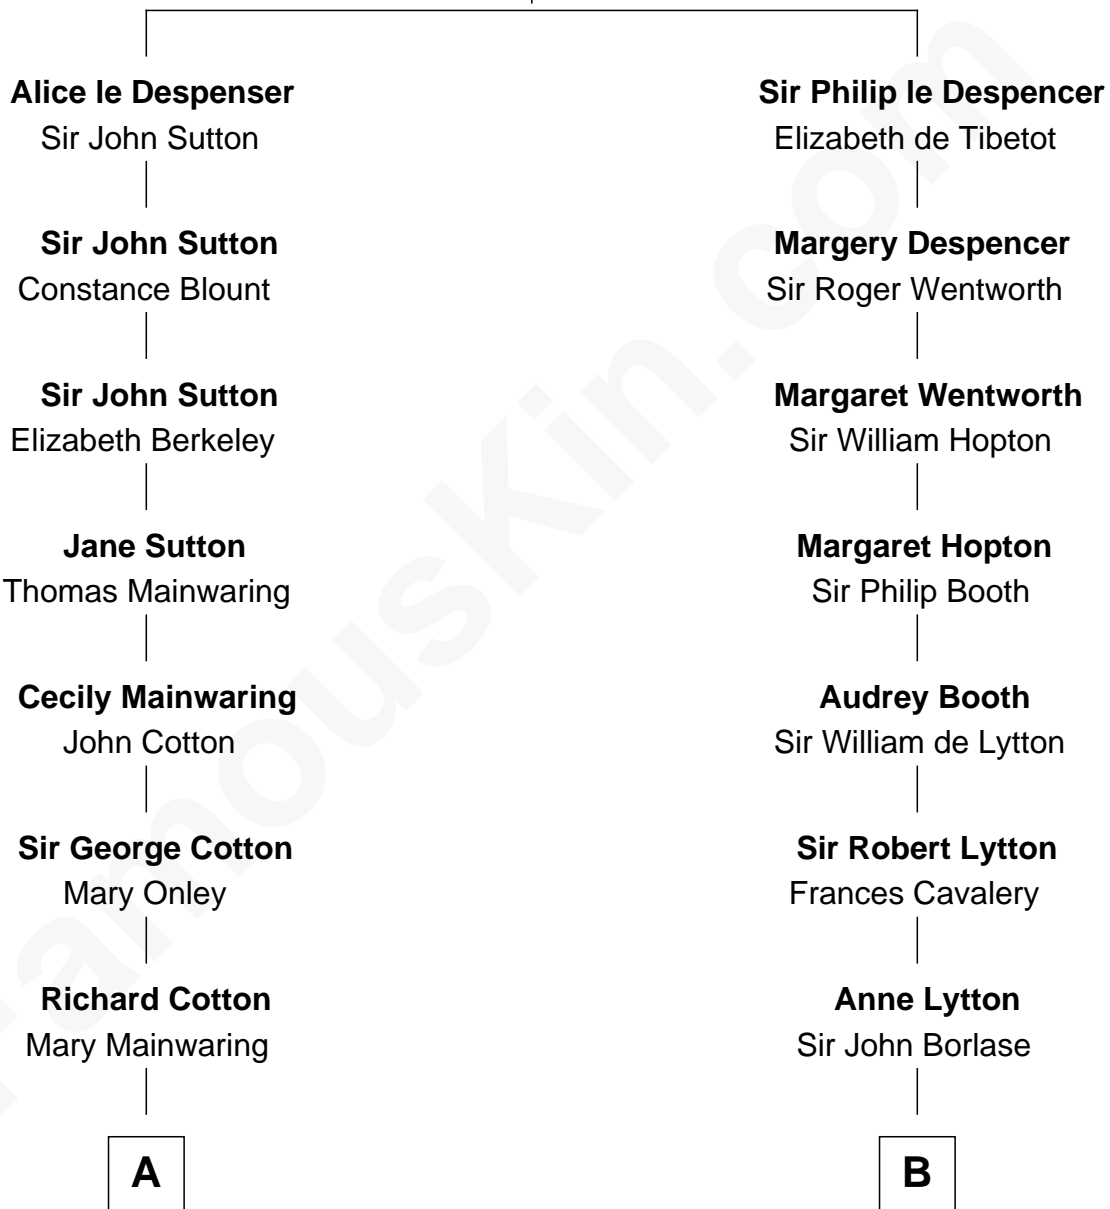 Alice le Despenser
Sir John Sutton
Sir John Sutton
Constance Blount
Sir John Sutton
Elizabeth Berkeley
Jane Sutton
Thomas Mainwaring
Cecily Mainwaring
John Cotton
Sir George Cotton
Mary Onley
Richard Cotton
Mary Mainwaring
A
Sir Philip le Despencer
Elizabeth de Tibetot
Margery Despencer
Sir Roger Wentworth
Margaret Wentworth
Sir William Hopton
Margaret Hopton
Sir Philip Booth
Audrey Booth
Sir William de Lytton
Sir Robert Lytton
Frances Cavalery
Anne Lytton
Sir John Borlase
B
FamousKin.com